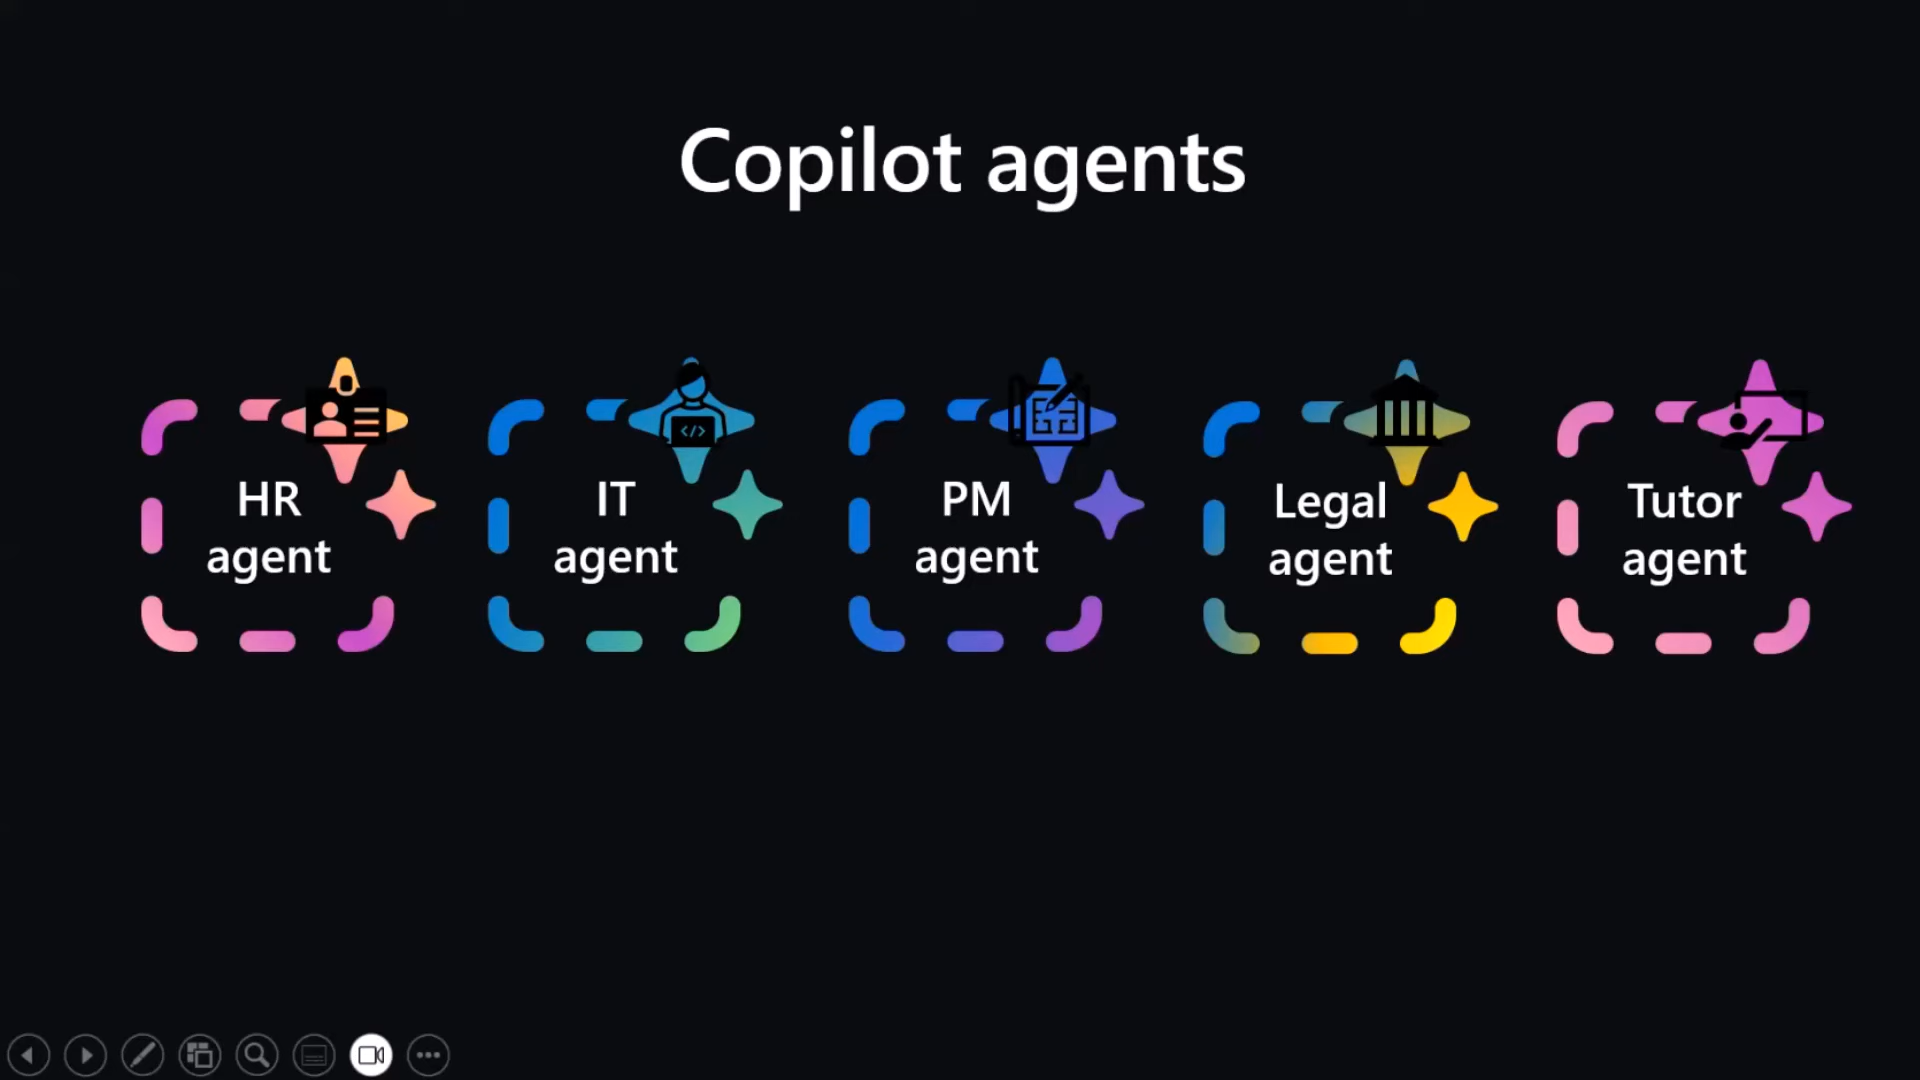 Copilot agents
HR
agent
IT
agent
</>
PM
agent
Legal
agent
Tutor
agent